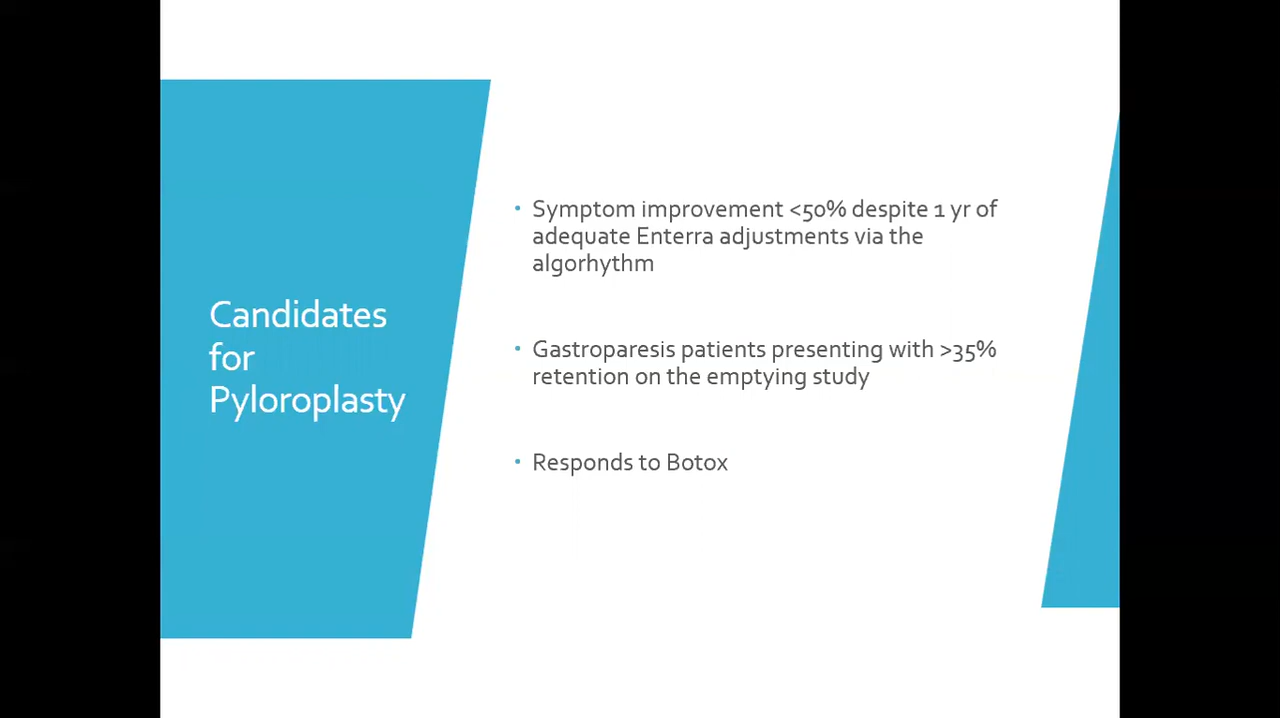 Candidates
for
Pyloroplasty
• Symptom improvement <50% despite 1 yr of
adequate Enterra adjustments via the
algorhythm
• Gastroparesis patients presenting with >35%
retention on the emptying study
• Responds to Botox